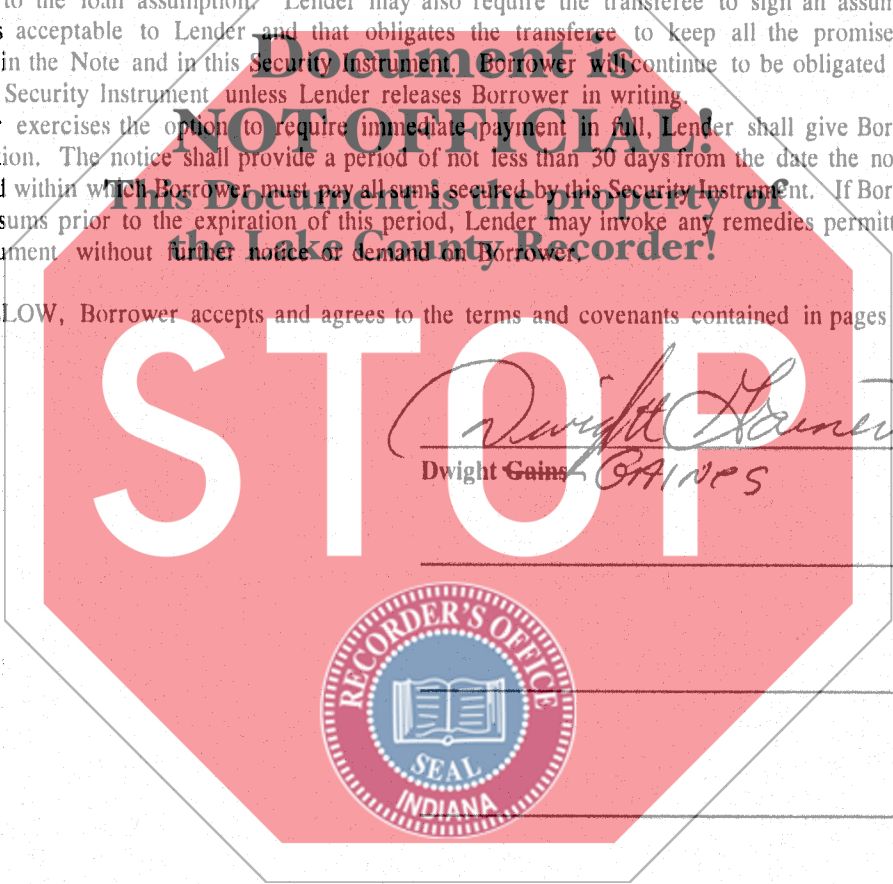 to the loan assumption. Lender may also require the transferee to sign an assum
s acceptable to Lender and that obligates the transferee to keep all the promise
in the Note and in this Security Instrument. Borrower will continue to be obligated
Security Instrument unless Lender releases Borrower in writing.
r exercises the option to require immediate payment in full, Lender shall give Bor
ion. The notice shall provide a period of not less than 30 days from the date the no
d within which Borrower must pay all sums secured by this Security Instrument. If Bor
sums prior to the expiration of this period, Lender may invoke any remedies permitt
ument without further notice or demand on Borrower.
Document is
NOT OFFICIAL!
This Document is the property of
the Lake County Recorder!
LOW, Borrower accepts and agrees to the terms and covenants contained in pages
STOP
Dwight Gaines
Dwight Gains GAINES
RECORDER'S OFFICE
SEAL
INDIANA